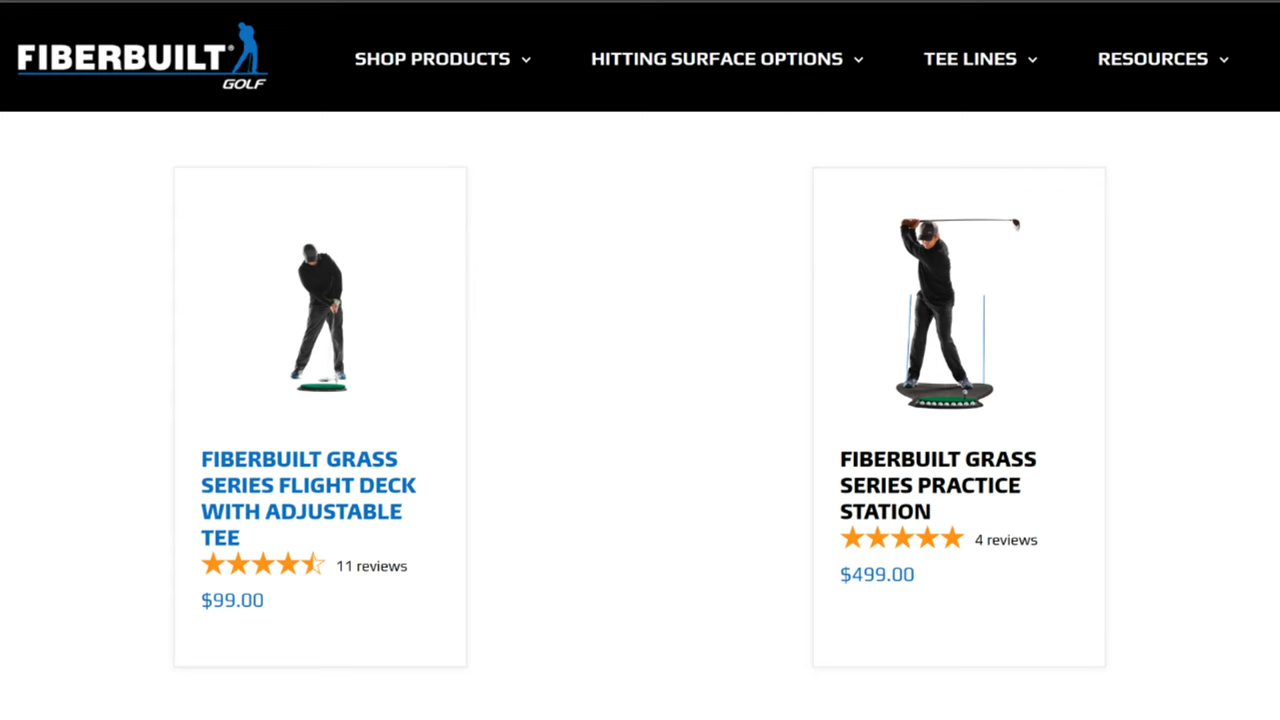 FIBERBUILT®
GOLF
SHOP PRODUCTS
HITTING SURFACE OPTIONS
TEE LINES
RESOURCES
FIBERBUILT GRASS
SERIES FLIGHT DECK
WITH ADJUSTABLE
TEE
11 reviews
$99.00
FIBERBUILT GRASS
SERIES PRACTICE
STATION
4 reviews
$499.00